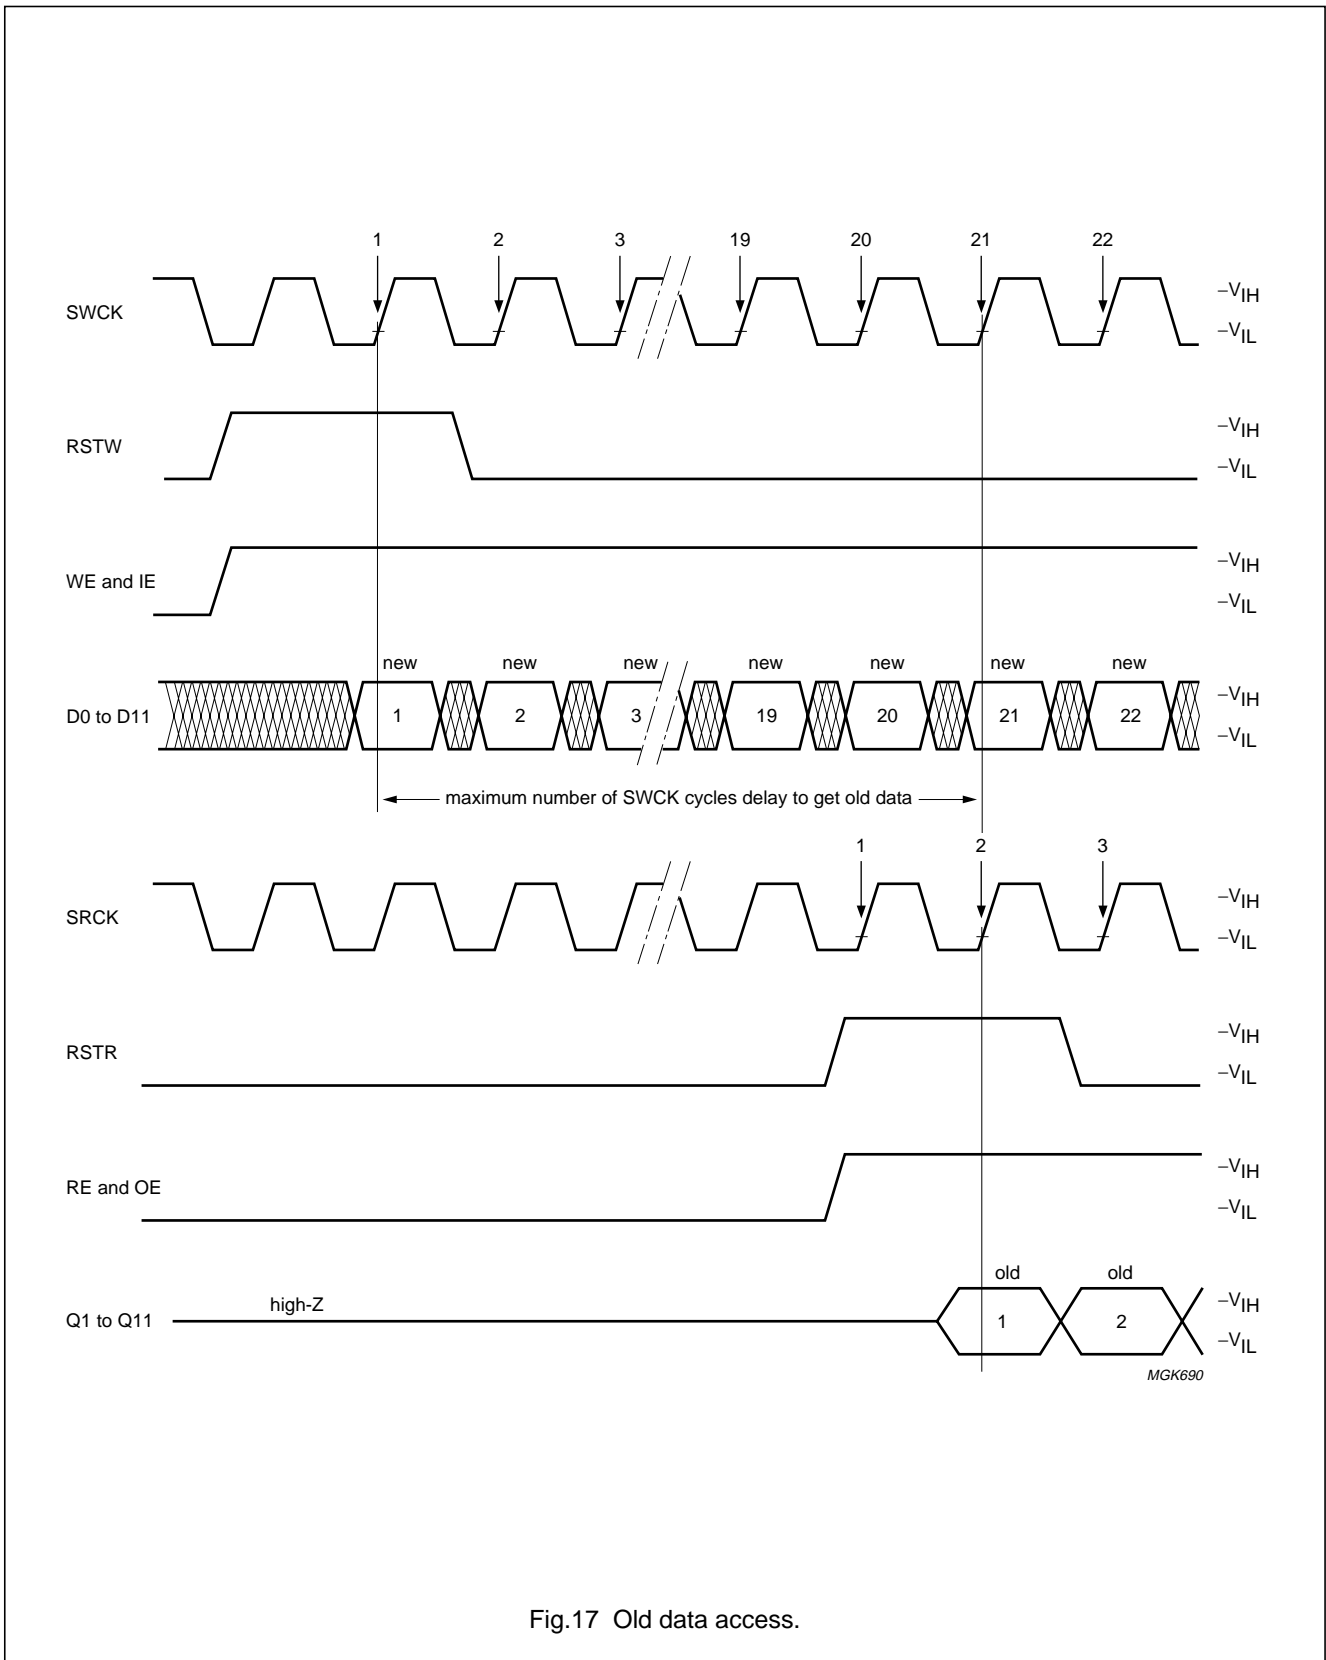 1 2 3 19 20 21 22
SWCK
−VIH
−VIL
RSTW
−VIH
−VIL
WE and IE
−VIH
−VIL
new new new new new new new
D0 to D11 1 2 3 19 20 21 22
−VIH
−VIL
maximum number of SWCK cycles delay to get old data
1 2 3
SRCK
−VIH
−VIL
RSTR
−VIH
−VIL
RE and OE
−VIH
−VIL
old old
high-Z
Q1 to Q11 1 2
−VIH
−VIL
MGK690
Fig.17 Old data access.